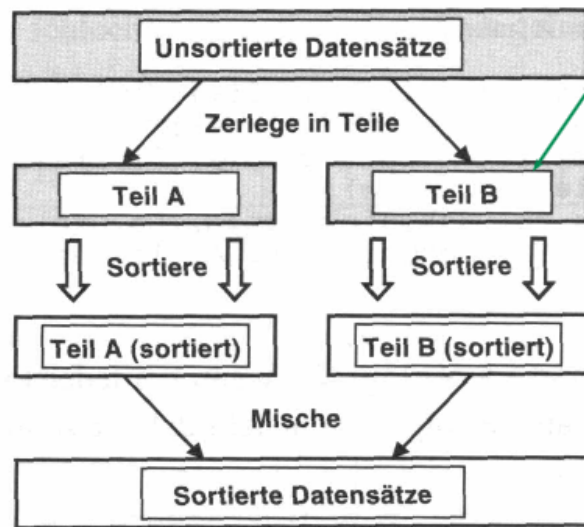 Unsortierte Datensätze
Zerlege in Teile
Teil A
Teil B
Sortiere
Sortiere
Teil A (sortiert)
Teil B (sortiert)
Mische
Sortierte Datensätze